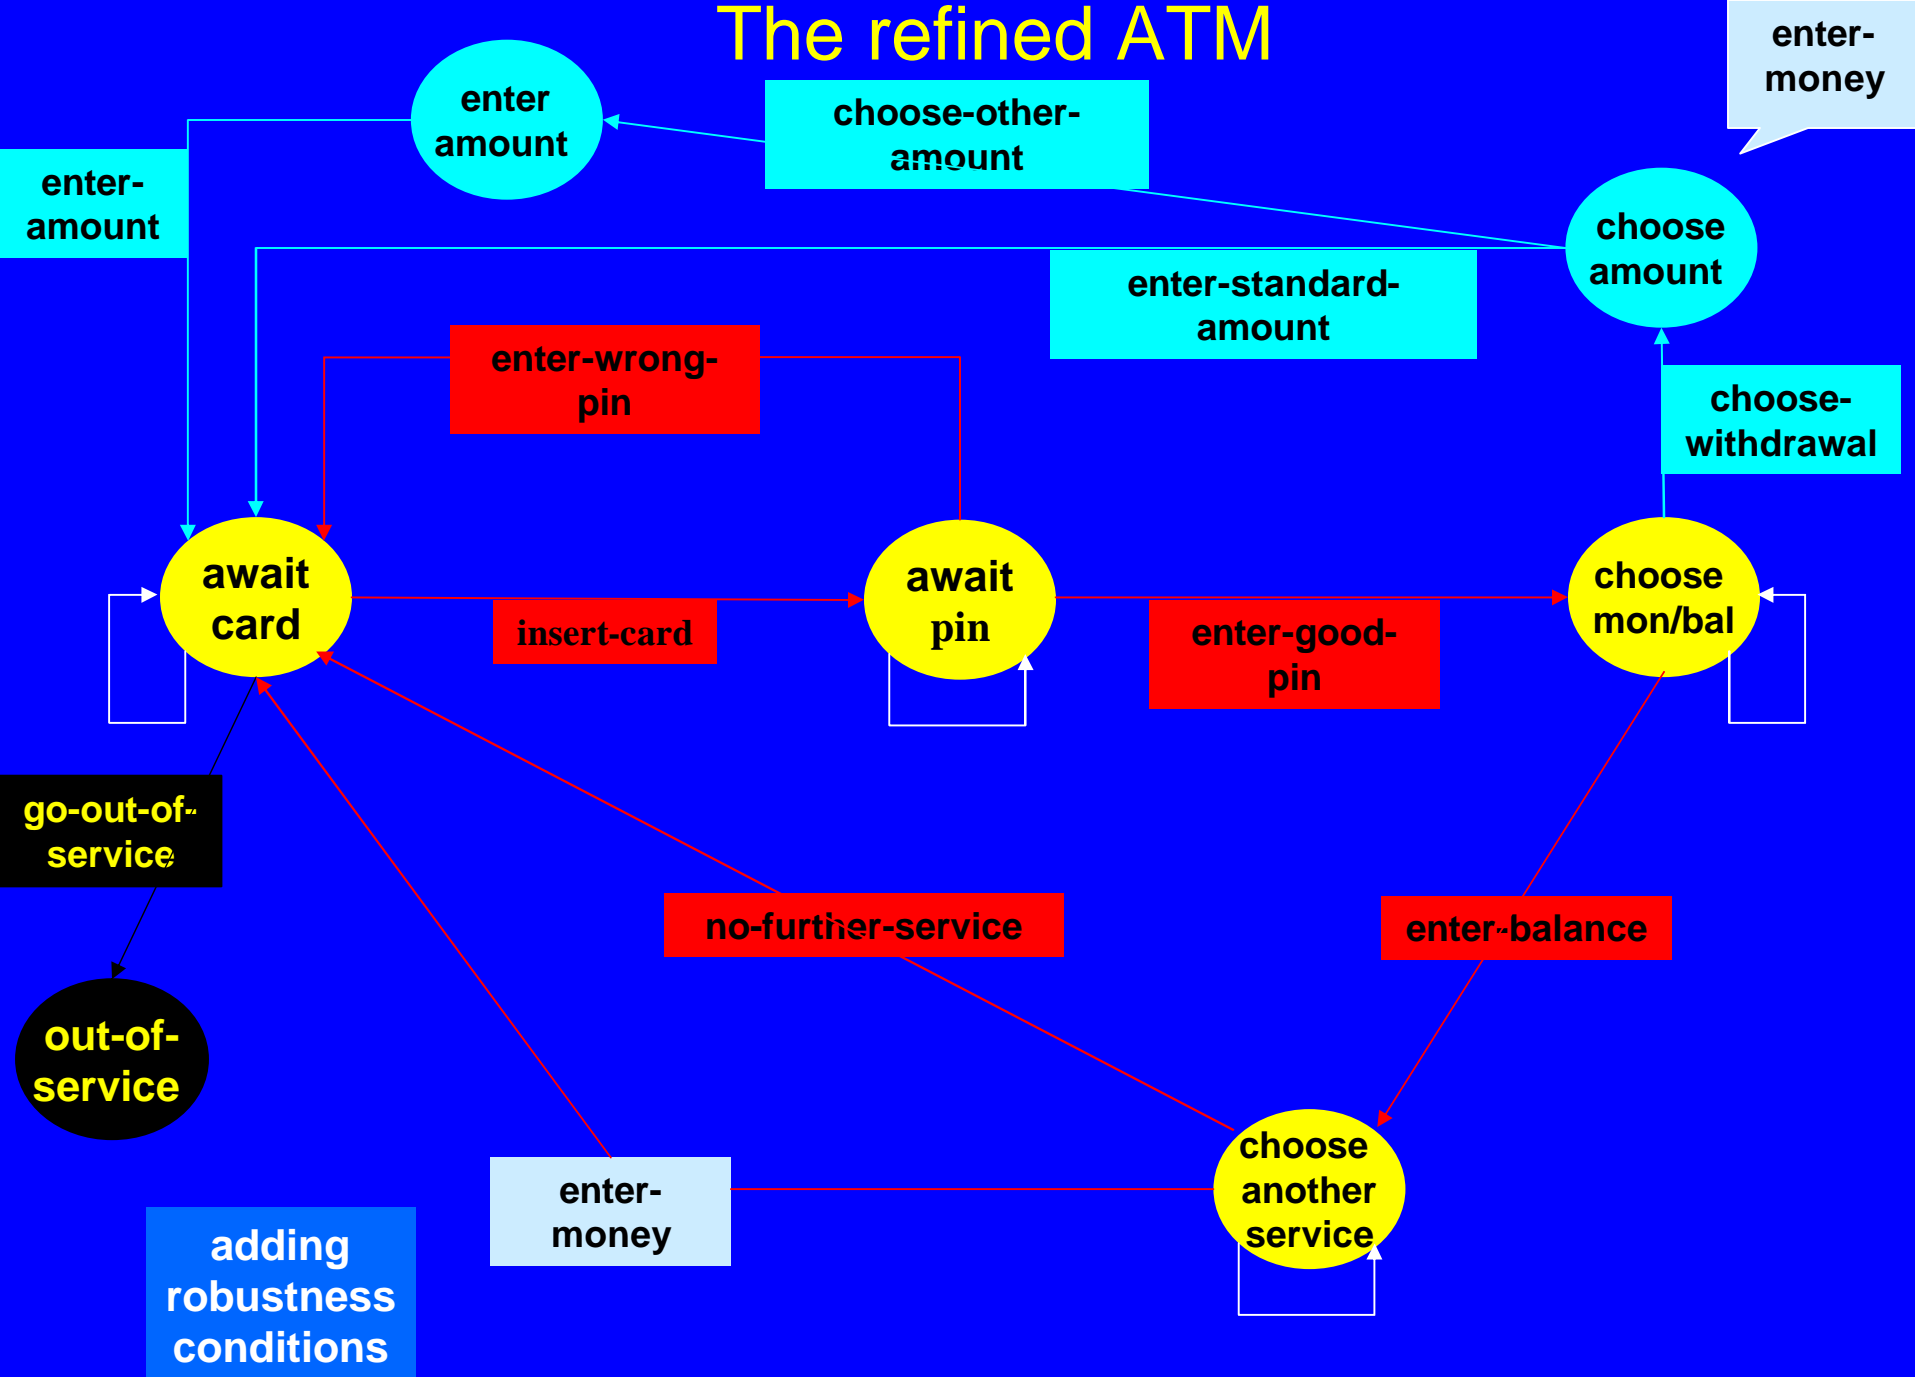 The refined ATM
enter-
money
enter
amount
choose-other-
amount
enter-
amount
choose
amount
enter-standard-
amount
enter-wrong-
pin
choose-
withdrawal
await
card
insert-card
await
pin
enter-good-
pin
choose
mon/bal
go-out-of-
service
no-further-service
enter-balance
out-of-
service
choose
another
service
enter-
money
adding
robustness
conditions